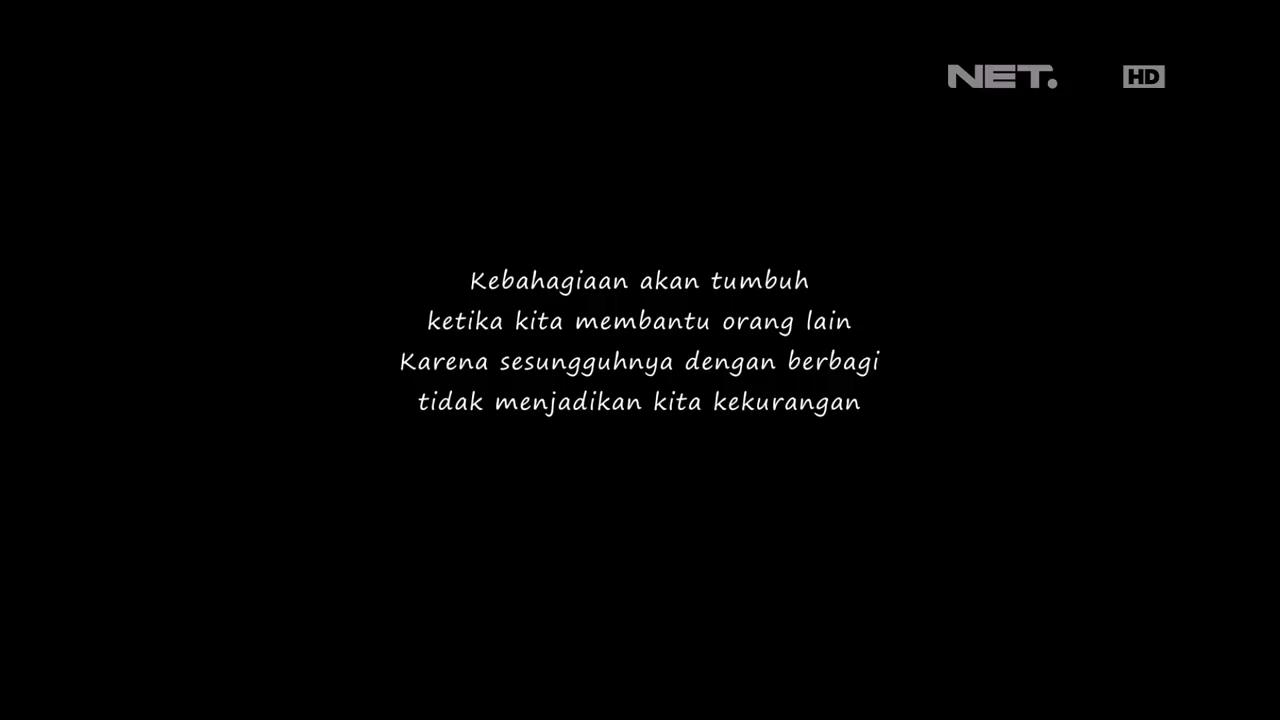 NET. HD
Kebahagiaan akan tumbuh
ketika kita membantu orang lain
Karena sesungguhnya dengan berbagi
tidak menjadikan kita kekurangan